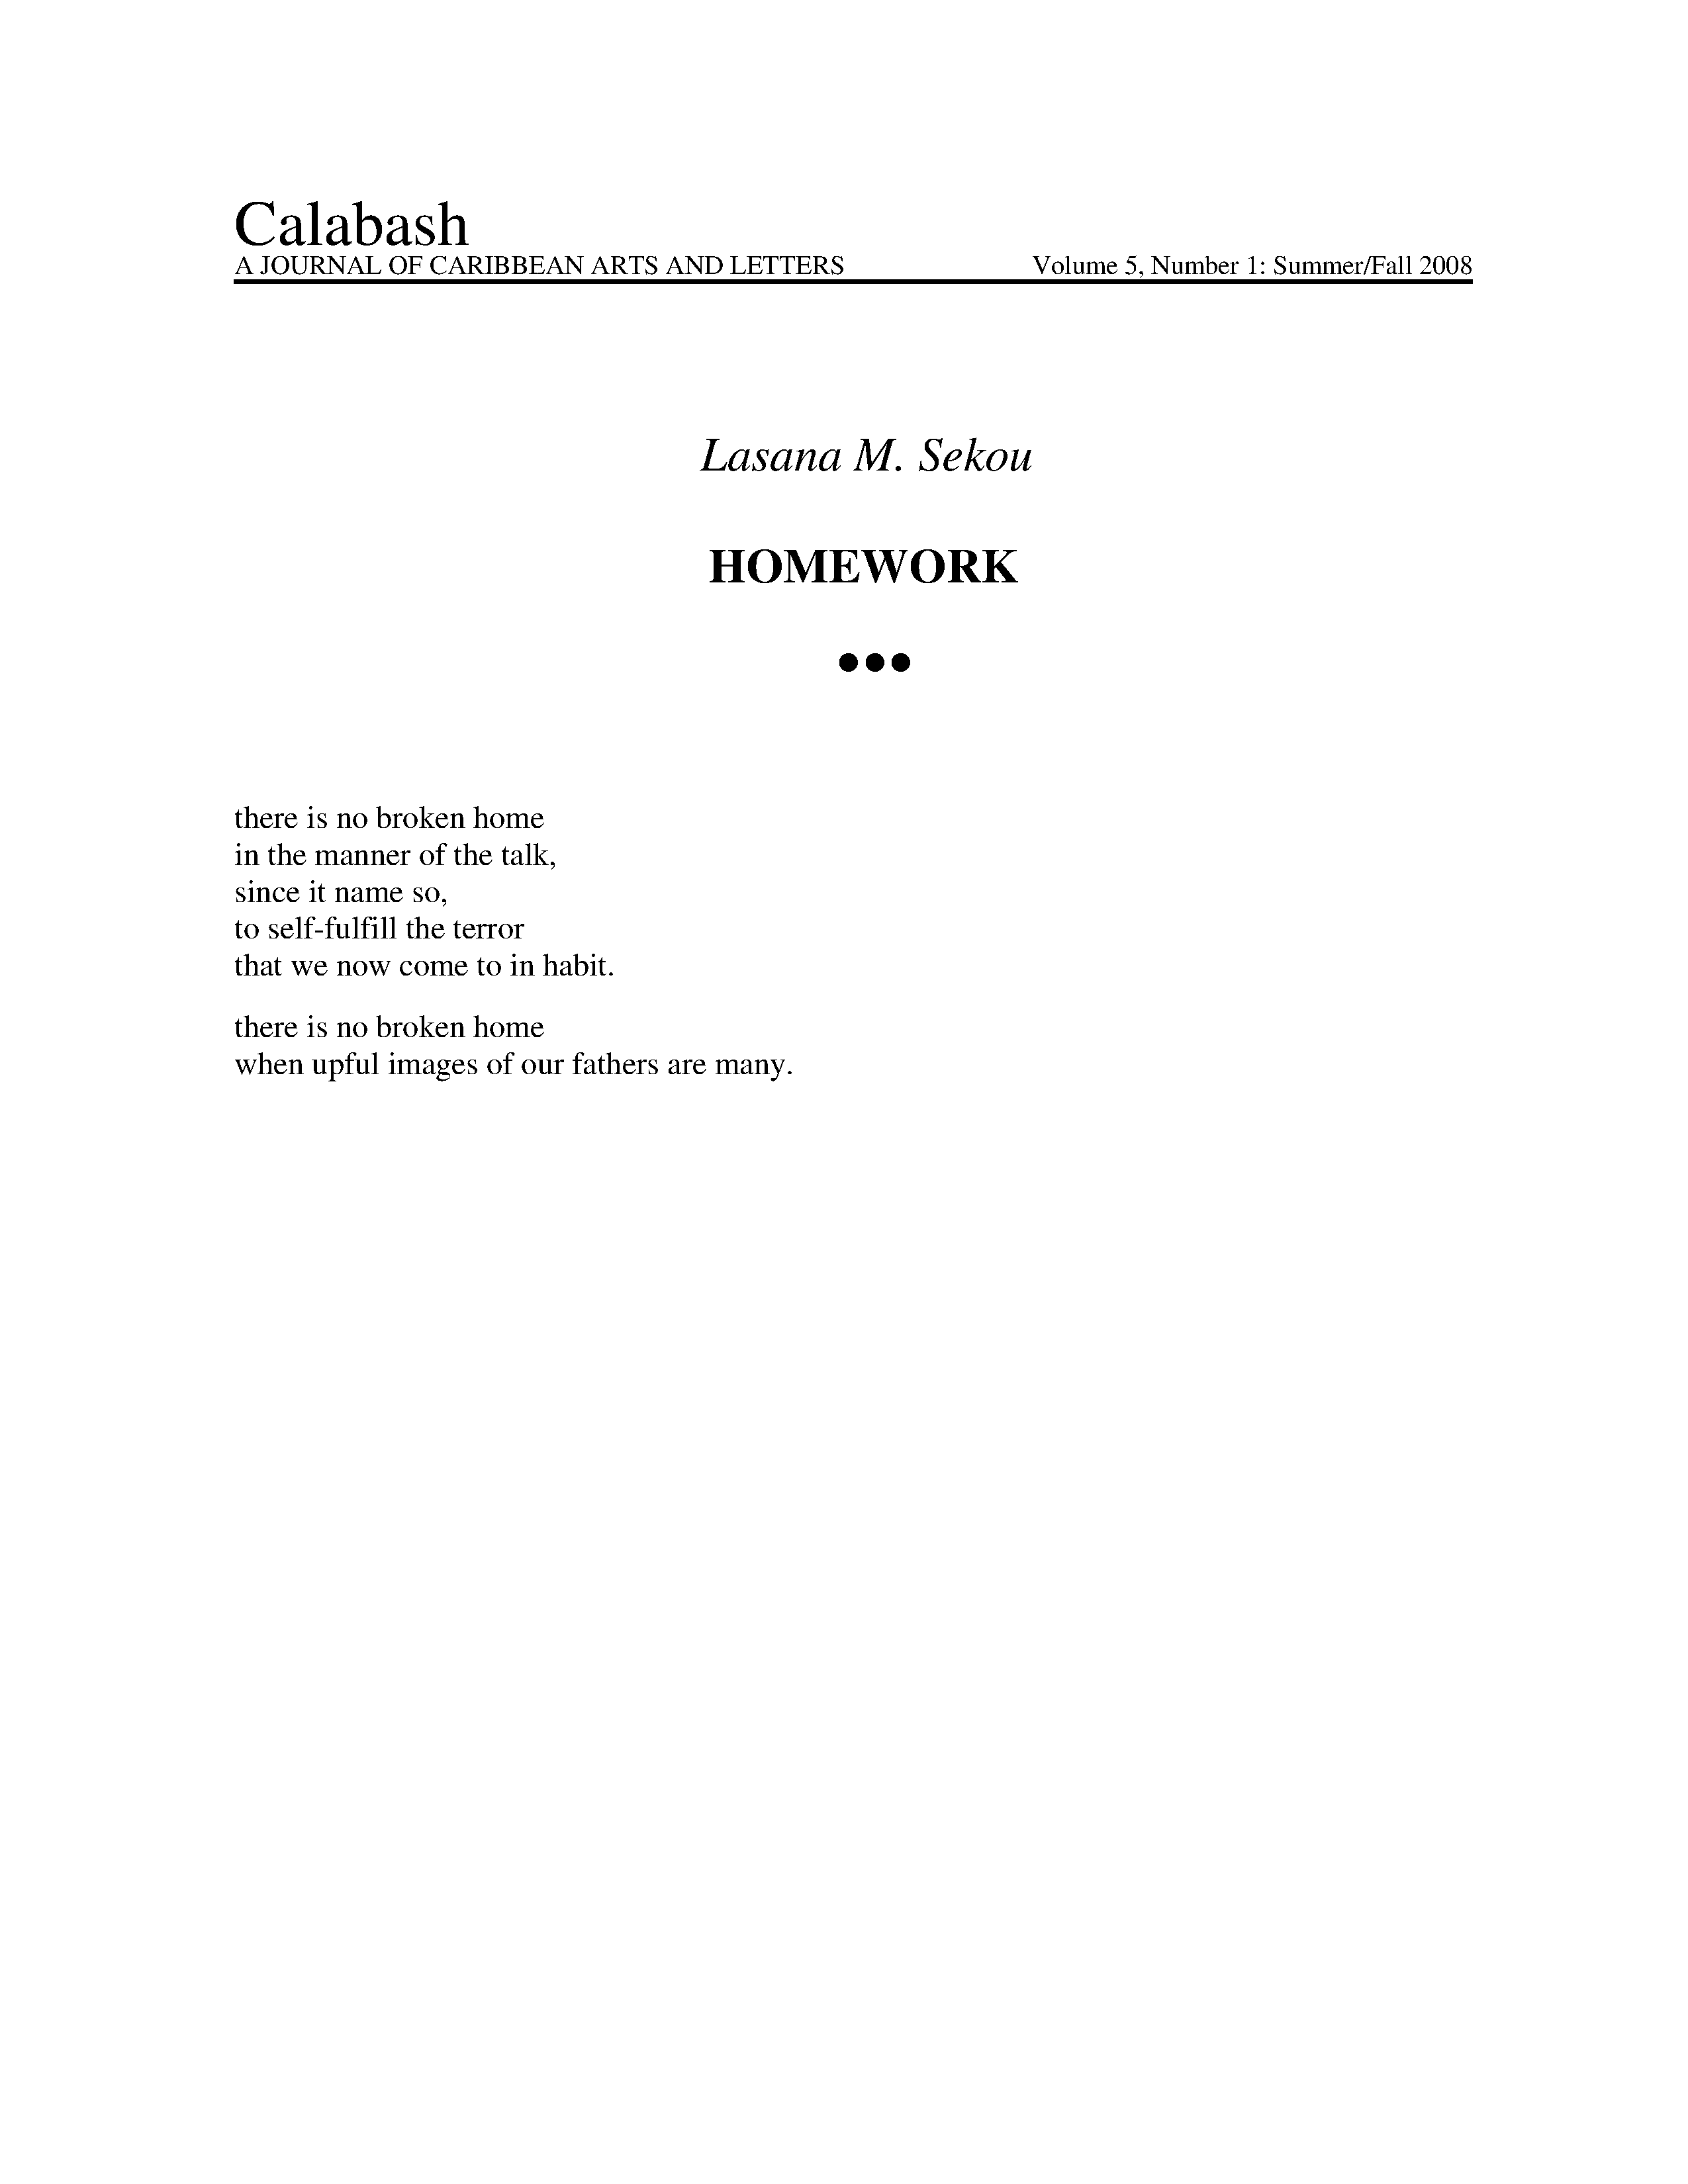 Calabash
A JOURNAL OF CARIBBEAN ARTS AND LETTERS Volume 5, Number 1: Summer/Fall 2008
Lasana M. Sekou
HOMEWORK
●●●
there is no broken home
in the manner of the talk,
since it name so,
to self-fulfill the terror
that we now come to in habit.
there is no broken home
when upful images of our fathers are many.